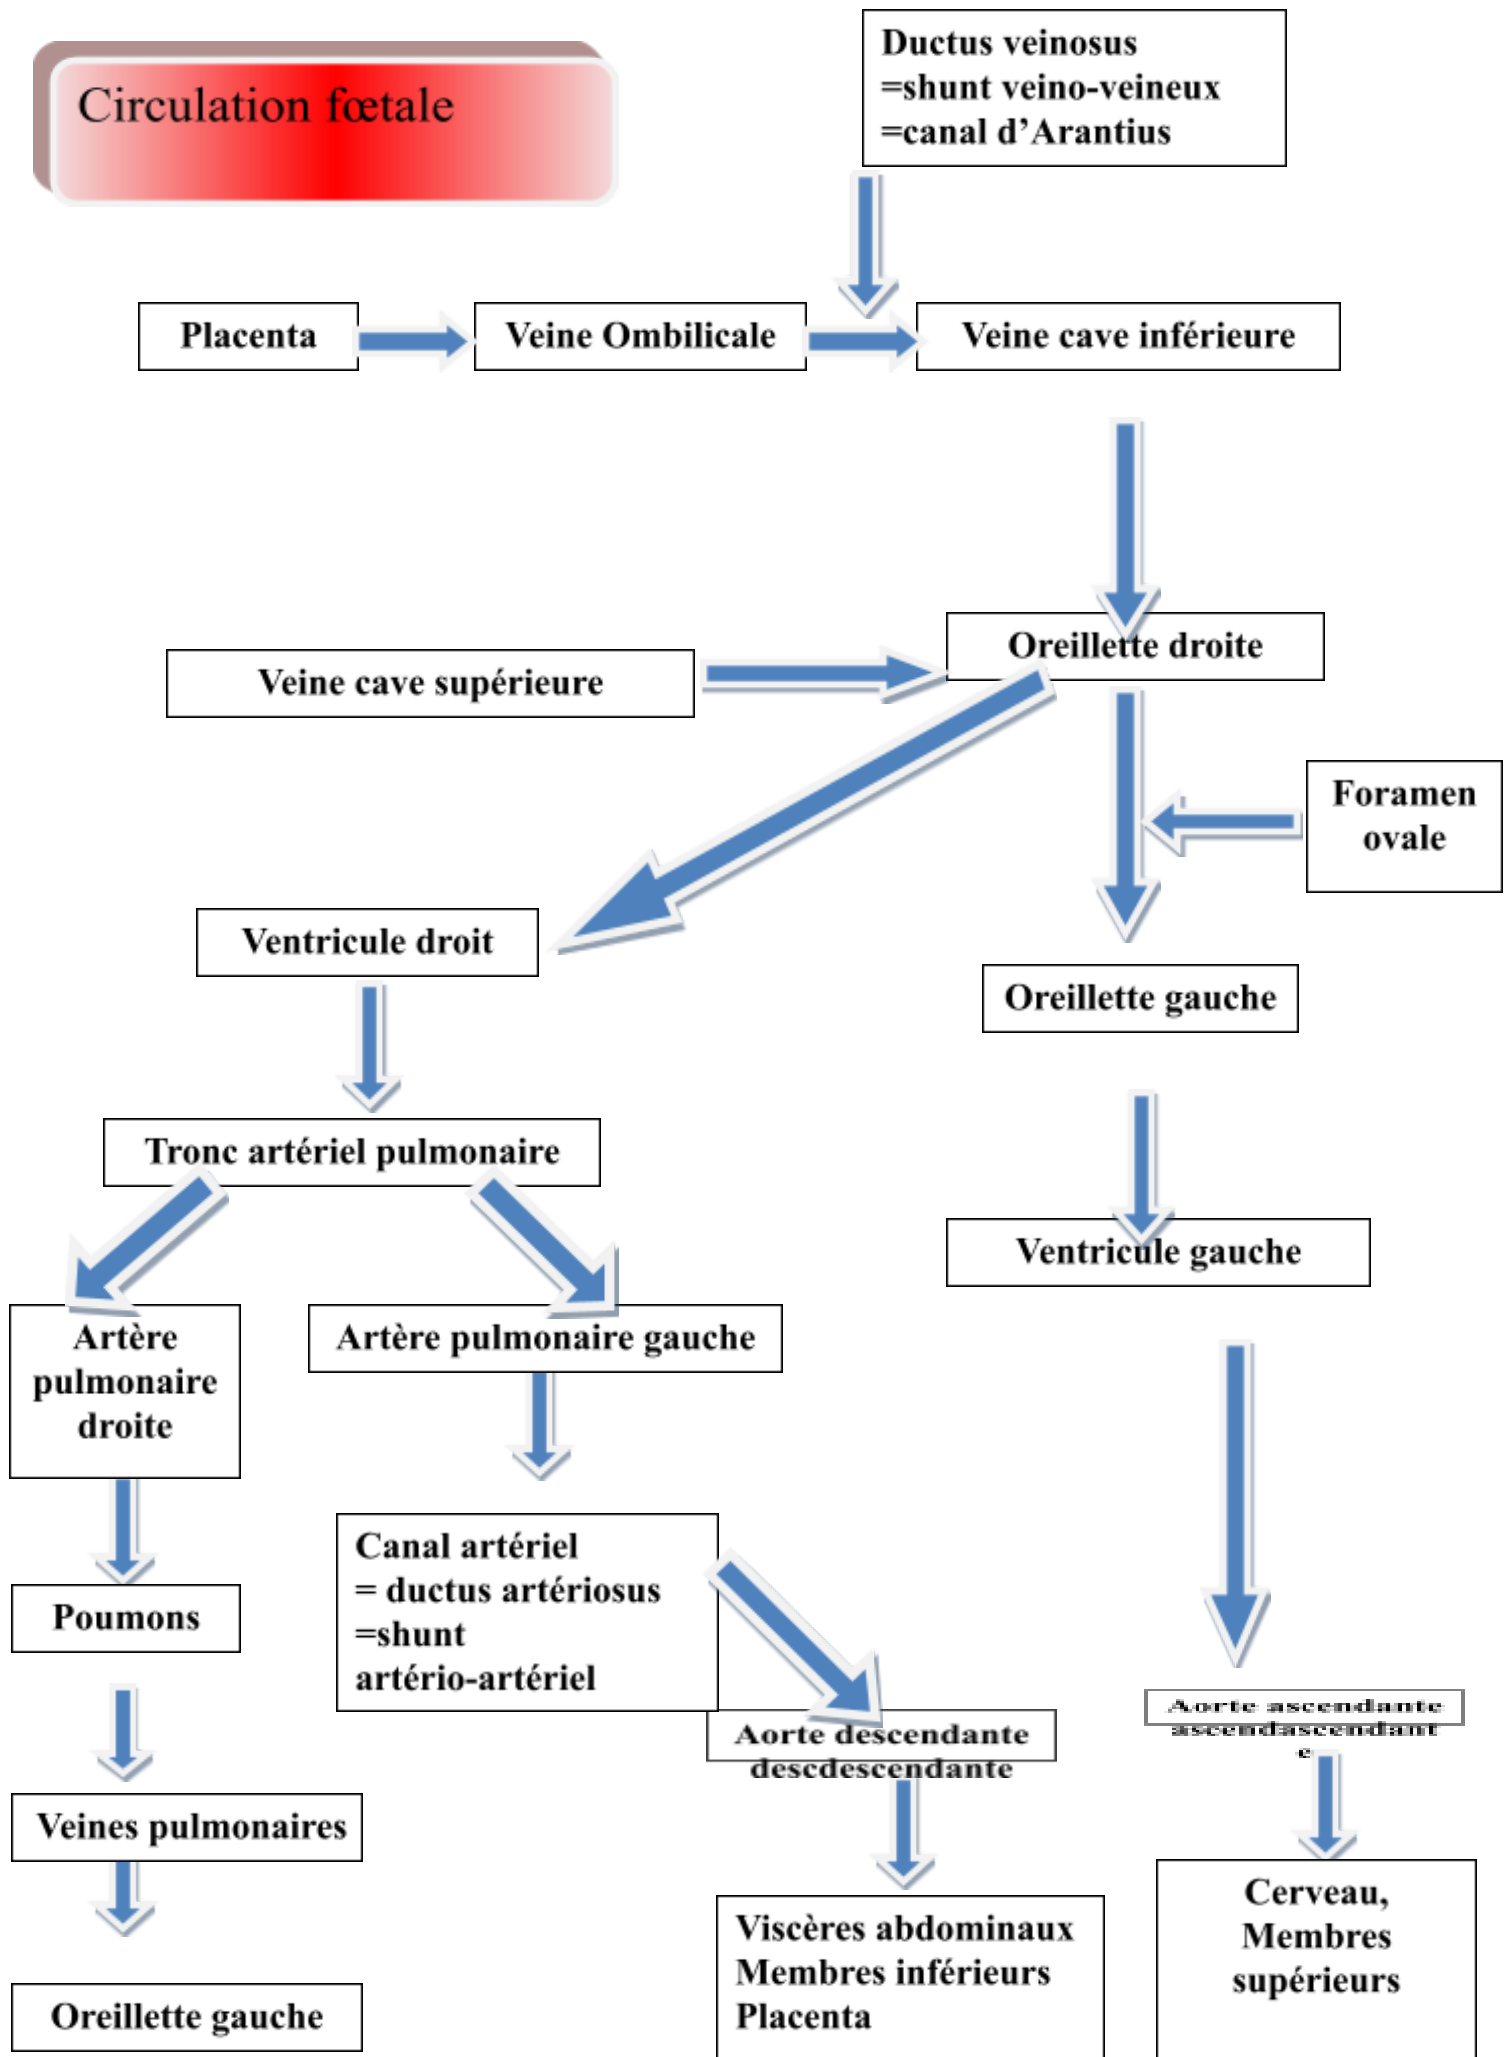 Circulation fœtale
Ductus veinosus
=shunt veino-veineux
=canal d’Arantius
Placenta
Veine Ombilicale
Veine cave inférieure
Oreillette droite
Veine cave supérieure
Foramen
ovale
Ventricule droit
Oreillette gauche
Tronc artériel pulmonaire
Ventricule gauche
Artère
pulmonaire
droite
Artère pulmonaire gauche
Canal artériel
= ductus artériosus
=shunt
artério-artériel
Poumons
Aorte descendante
descdescendante
Aorte ascendante
ascendascendant
e
Veines pulmonaires
Viscères abdominaux
Membres inférieurs
Placenta
Cerveau,
Membres
supérieurs
Oreillette gauche